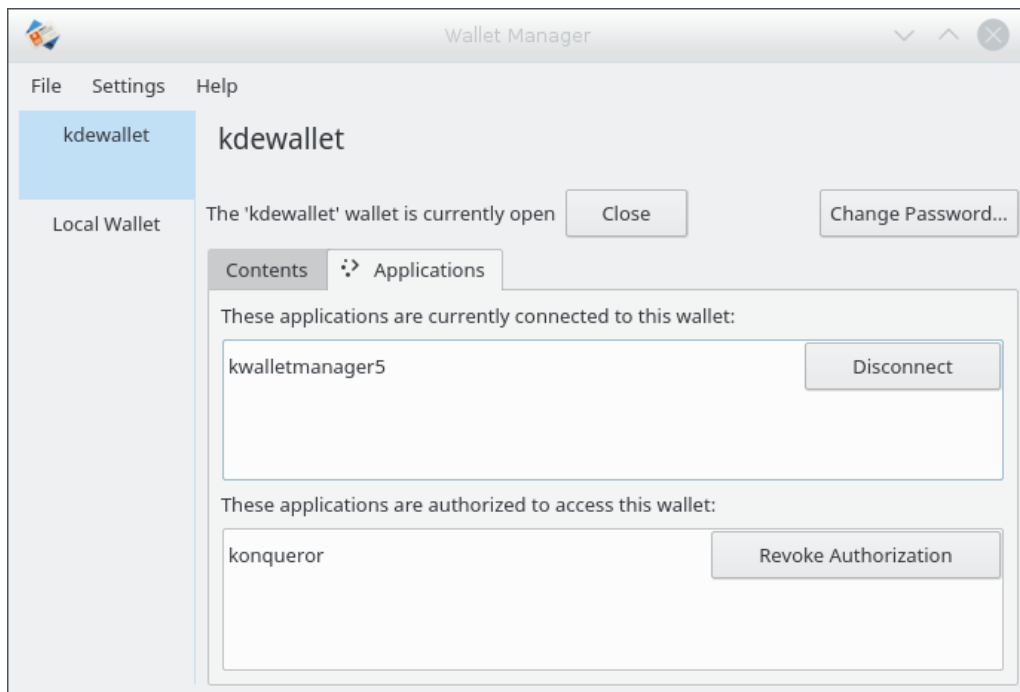 Wallet Manager
File Settings Help
kdewallet
Local Wallet
kdewallet
The 'kdewallet' wallet is currently open Close Change Password...
Contents Applications
These applications are currently connected to this wallet:
kwalletmanager5 Disconnect
These applications are authorized to access this wallet:
konqueror Revoke Authorization